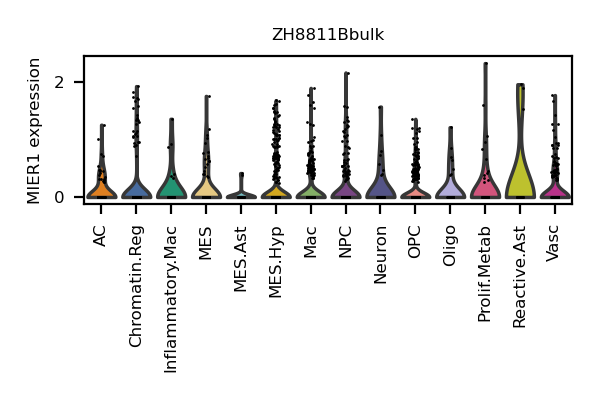 ZH8811Bbulk
MIER1 expression
2
0
AC
Chromatin.Reg
Inflammatory.Mac
MES
MES.Ast
MES.Hyp
Mac
NPC
Neuron
OPC
Oligo
Prolif.Metab
Reactive.Ast
Vasc